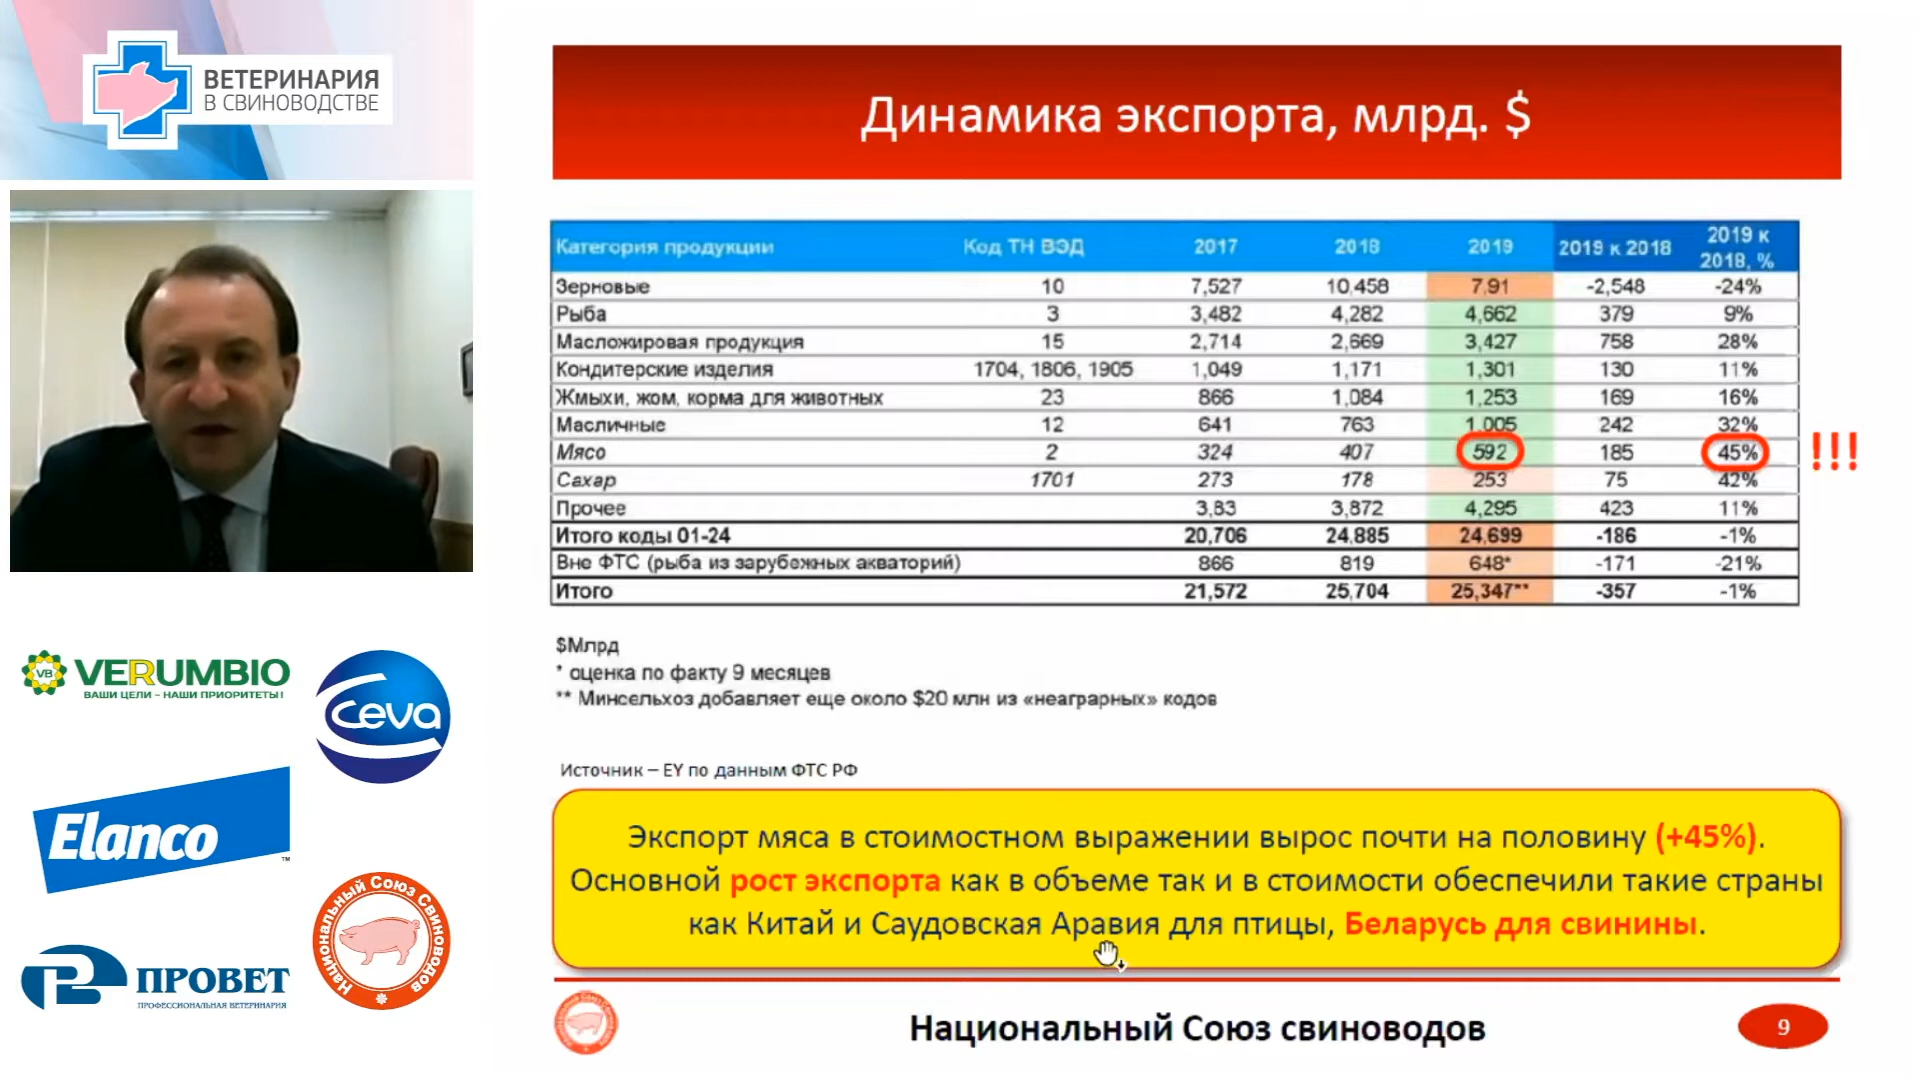 ВЕТЕРИНАРИЯ
В СВИНОВОДСТВЕ
Динамика экспорта, млрд. $
Категория продукции Код ТН ВЭД 2017 2018 2019 2019 к 2018 2019 к 2018, %
Зерновые 10 7,527 10,458 7,91 -2,548 -24%
Рыба 3 3,482 4,282 4,662 379 9%
Масложировая продукция 15 2,714 2,669 3,427 758 28%
Кондитерские изделия 1704, 1806, 1905 1,049 1,171 1,301 130 11%
Жмыхи, жом, корма для животных 23 866 1,084 1,253 169 16%
Масличные 12 641 763 1,005 242 32%
Мясо 2 324 407 592 185 45% !!!
Сахар 1701 273 178 253 75 42%
Прочее 3,83 3,872 4,295 423 11%
Итого коды 01-24 20,706 24,885 24,699 -186 -1%
Вне ФТС (рыба из зарубежных акваторий) 866 819 648* -171 -21%
Итого 21,572 25,704 25,347** -357 -1%
$Млрд
* оценка по факту 9 месяцев
** Минсельхоз добавляет еще около $20 млн из «неаграрных» кодов
Источник – EY по данным ФТС РФ
Экспорт мяса в стоимостном выражении вырос почти на половину (+45%).
Основной рост экспорта как в объеме так и в стоимости обеспечили такие страны
как Китай и Саудовская Аравия для птицы, Беларусь для свинины.
Национальный Союз свиноводов
9
VB VERUMBIO
ВАШИ ЦЕЛИ – НАШИ ПРИОРИТЕТЫ!
Ceva
Elanco™
Национальный Союз Свиноводов
ПРОВЕТ
ПРОФЕССИОНАЛЬНАЯ ВЕТЕРИНАРИЯ